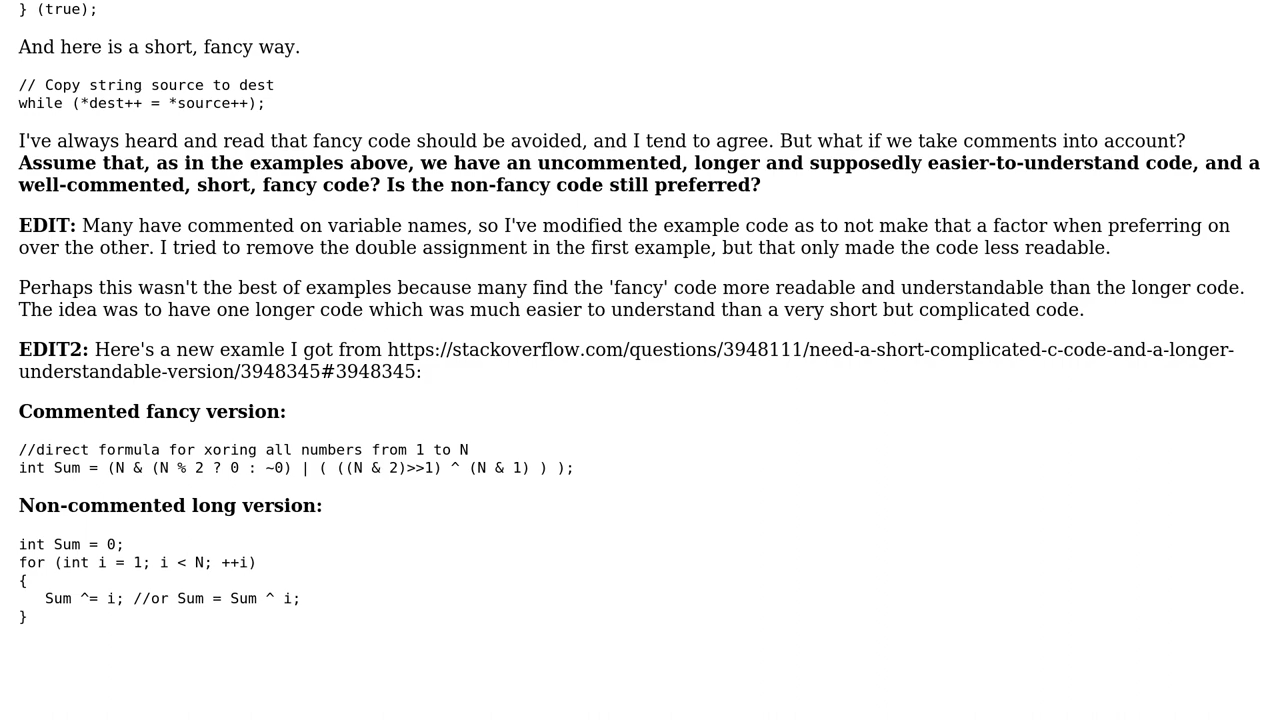 } (true);
And here is a short, fancy way.
// Copy string source to dest
while (*dest++ = *source++);
I've always heard and read that fancy code should be avoided, and I tend to agree. But what if we take comments into account?
Assume that, as in the examples above, we have an uncommented, longer and supposedly easier-to-understand code, and a
well-commented, short, fancy code? Is the non-fancy code still preferred?
EDIT: Many have commented on variable names, so I've modified the example code as to not make that a factor when preferring on
over the other. I tried to remove the double assignment in the first example, but that only made the code less readable.
Perhaps this wasn't the best of examples because many find the 'fancy' code more readable and understandable than the longer code.
The idea was to have one longer code which was much easier to understand than a very short but complicated code.
EDIT2: Here's a new examle I got from https://stackoverflow.com/questions/3948111/need-a-short-complicated-c-code-and-a-longer-
understandable-version/3948345#3948345:
Commented fancy version:
//direct formula for xoring all numbers from 1 to N
int Sum = (N & (N % 2 ? 0 : ~0) | ( ((N & 2)>>1) ^ (N & 1) ) );
Non-commented long version:
int Sum = 0;
for (int i = 1; i < N; ++i)
{
   Sum ^= i; //or Sum = Sum ^ i;
}